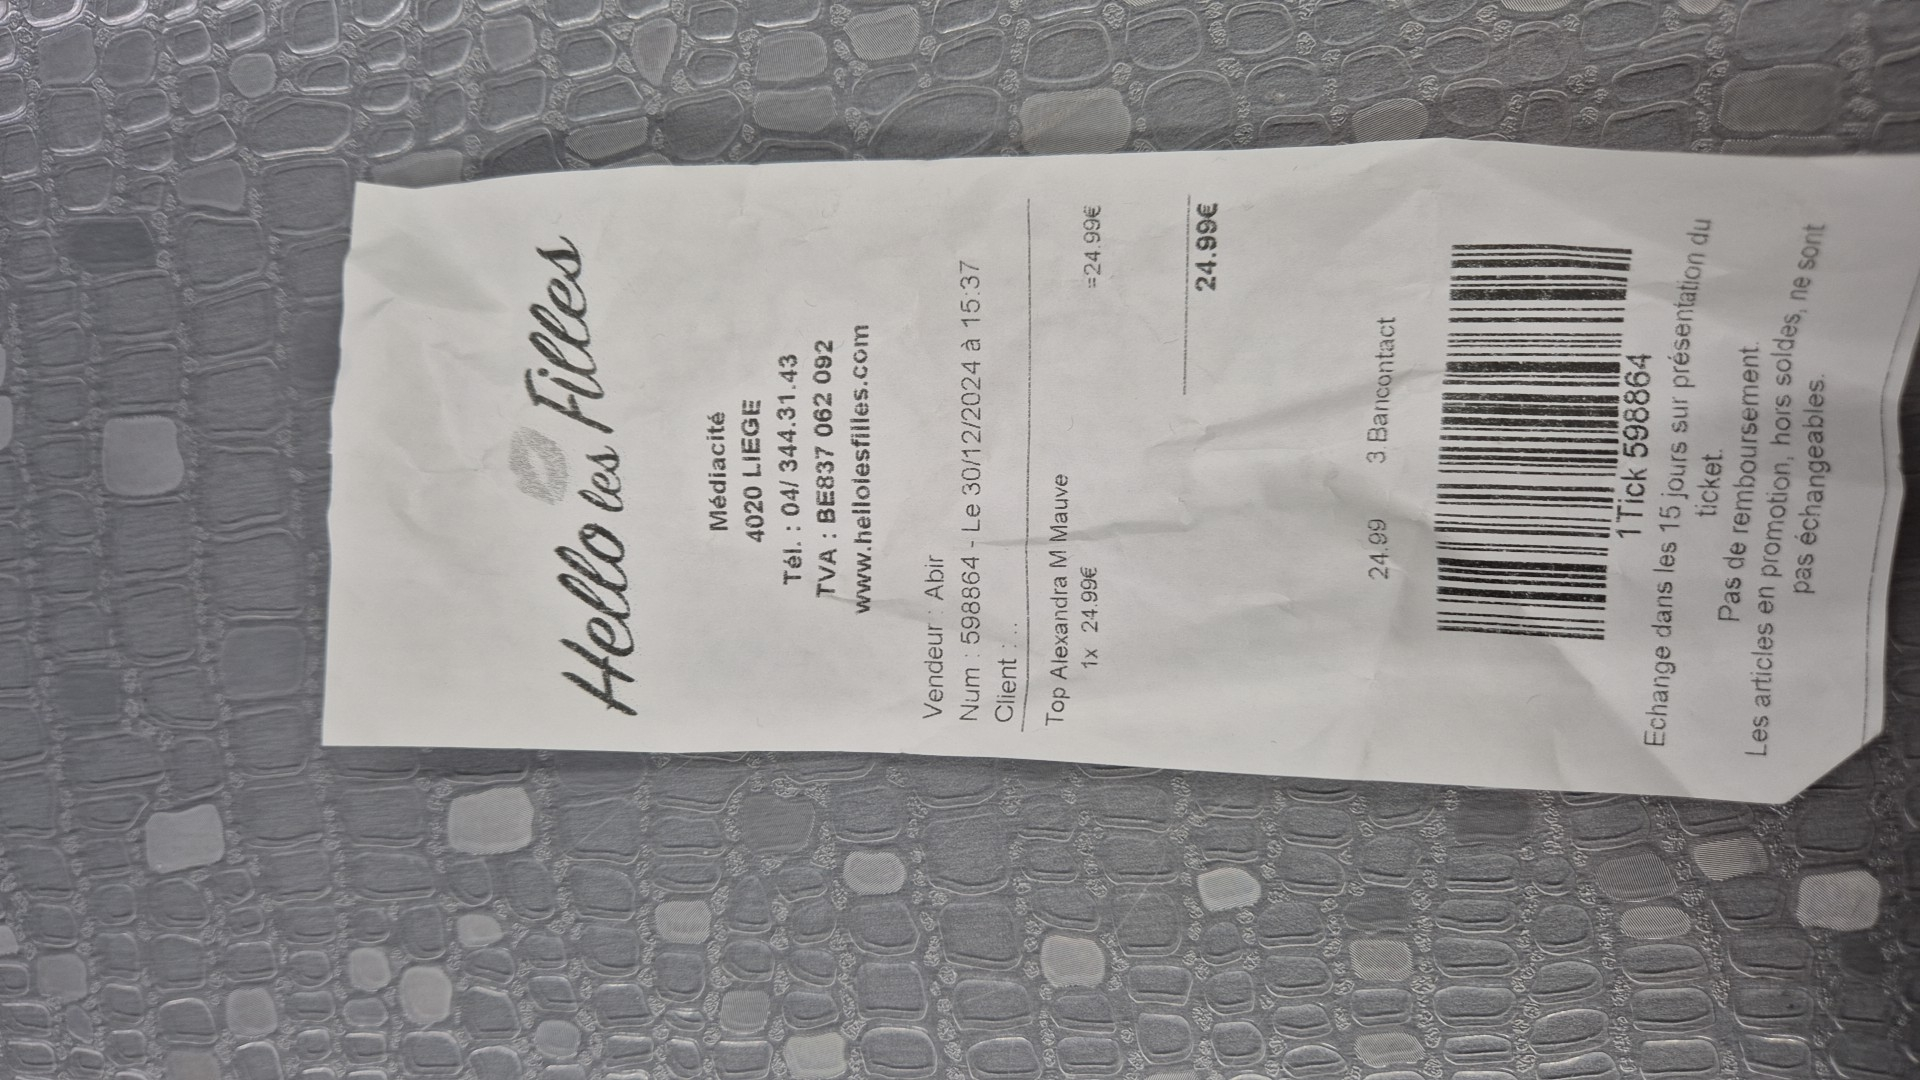 Hello les Filles
Médiacité
4020 LIEGE
Tél. : 04/ 344.31.43
TVA : BE837 062 092
www.hellolesfilles.com
Vendeur : Abir
Num : 598864 - Le 30/12/2024 à 15:37
Client : ..
Top Alexandra M Mauve
1x 24.99€ =24.99€
24.99€
24.99 3.Bancontact
1Tick 598864
Echange dans les 15 jours sur présentation du
ticket.
Pas de remboursement.
Les articles en promotion, hors soldes, ne sont
pas échangeables.